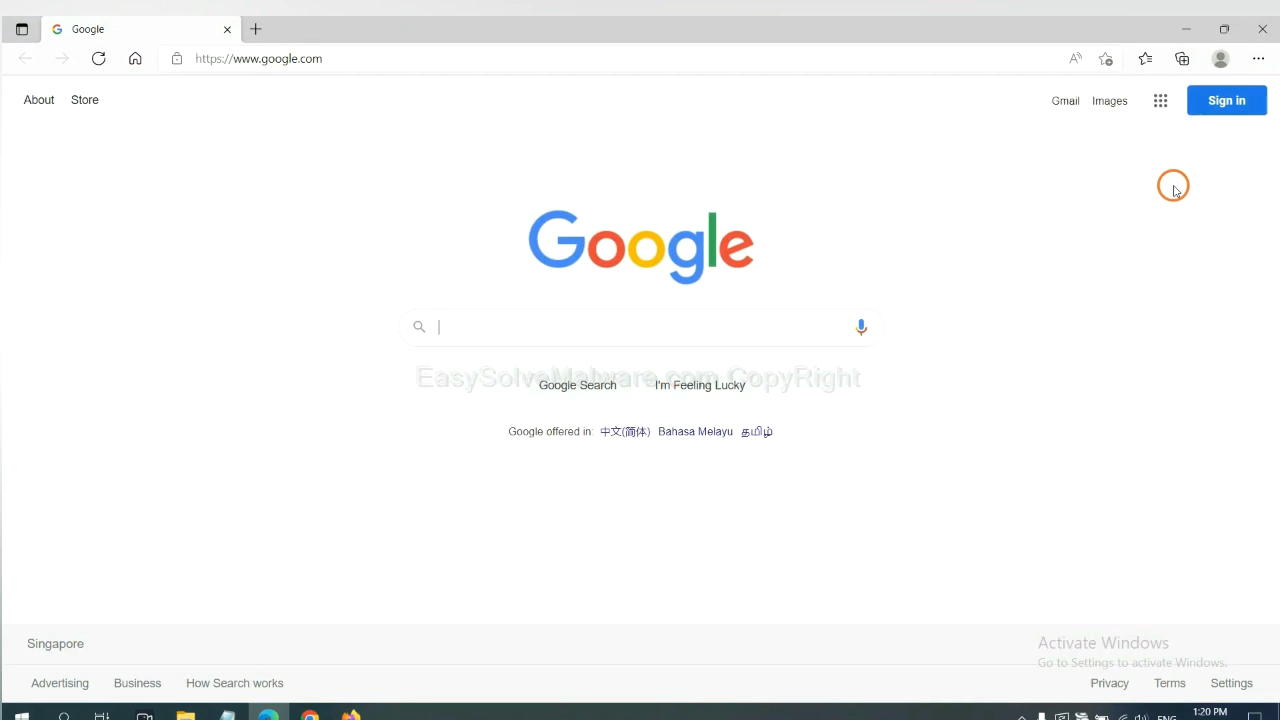 Google
https://www.google.com
About Store
Gmail Images Sign in
Google
EasySolveMalware.com CopyRight
Google Search I'm Feeling Lucky
Google offered in: 中文(简体) Bahasa Melayu தமிழ்
Singapore
Activate Windows
Go to Settings to activate Windows.
Advertising Business How Search works
Privacy Terms Settings
1:20 PM
ENG